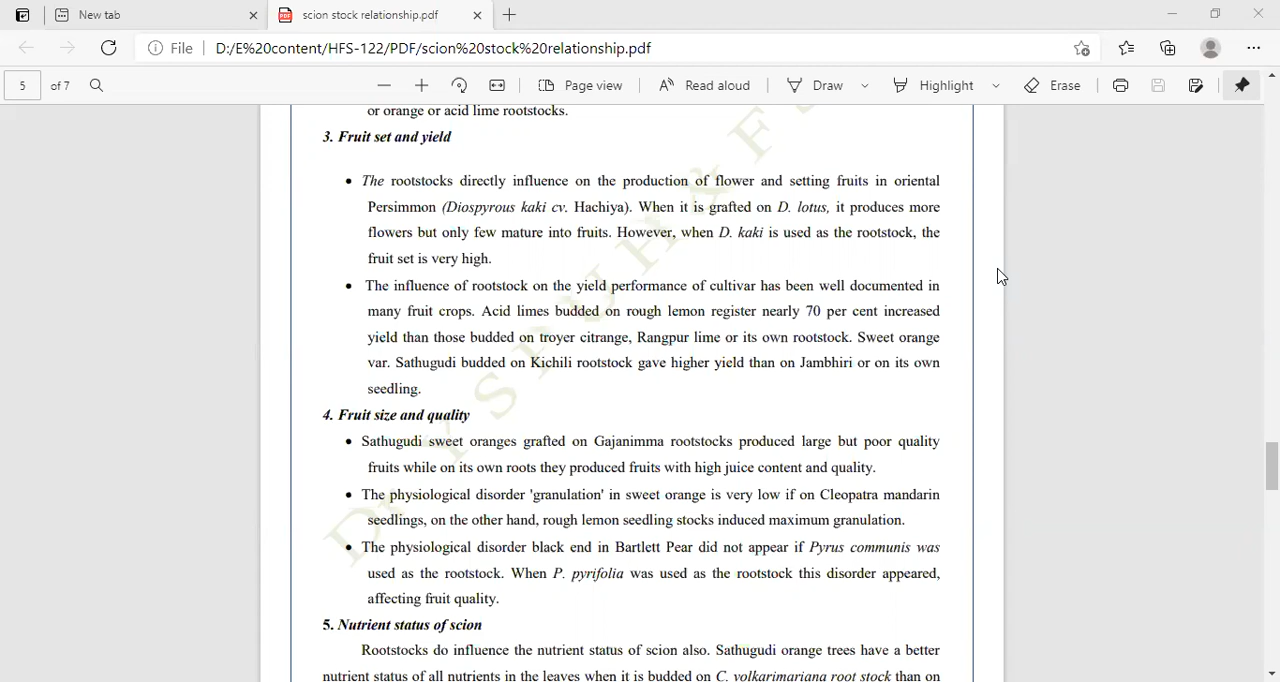 New tab
scion stock relationship.pdf
File
D:/E%20content/HFS-122/PDF/scion%20stock%20relationship.pdf
5 of 7
Page view
Read aloud
Draw
Highlight
Erase
or orange or acid lime rootstocks.
3. Fruit set and yield
• The rootstocks directly influence on the production of flower and setting fruits in oriental
Persimmon (Diospyrous kaki cv. Hachiya). When it is grafted on D. lotus, it produces more
flowers but only few mature into fruits. However, when D. kaki is used as the rootstock, the
fruit set is very high.
• The influence of rootstock on the yield performance of cultivar has been well documented in
many fruit crops. Acid limes budded on rough lemon register nearly 70 per cent increased
yield than those budded on troyer citrange, Rangpur lime or its own rootstock. Sweet orange
var. Sathugudi budded on Kichili rootstock gave higher yield than on Jambhiri or on its own
seedling.
4. Fruit size and quality
• Sathugudi sweet oranges grafted on Gajanimma rootstocks produced large but poor quality
fruits while on its own roots they produced fruits with high juice content and quality.
• The physiological disorder 'granulation' in sweet orange is very low if on Cleopatra mandarin
seedlings, on the other hand, rough lemon seedling stocks induced maximum granulation.
• The physiological disorder black end in Bartlett Pear did not appear if Pyrus communis was
used as the rootstock. When P. pyrifolia was used as the rootstock this disorder appeared,
affecting fruit quality.
5. Nutrient status of scion
Rootstocks do influence the nutrient status of scion also. Sathugudi orange trees have a better
nutrient status of all nutrients in the leaves when it is budded on C. volkarimariana root stock than on
Dr Y S P U H & F S